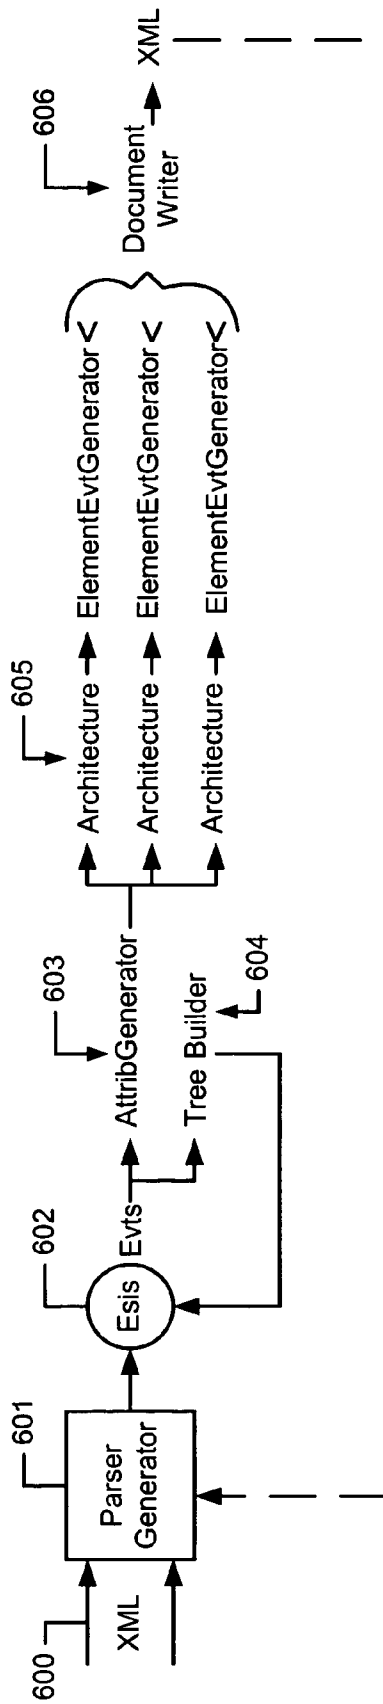 600
XML
601
Parser
Generator
602
Esis
Evts
603
AttribGenerator
Tree Builder
604
605
Architecture
ElementEvtGenerator
Architecture
ElementEvtGenerator
Architecture
ElementEvtGenerator
606
Document
Writer
XML